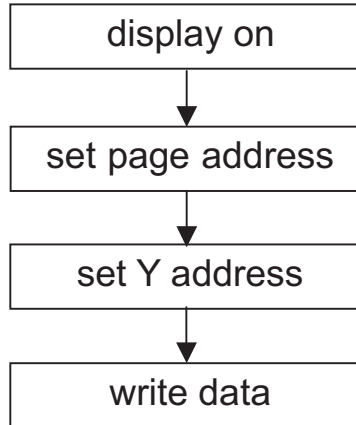 display on
set page address
set Y address
write data